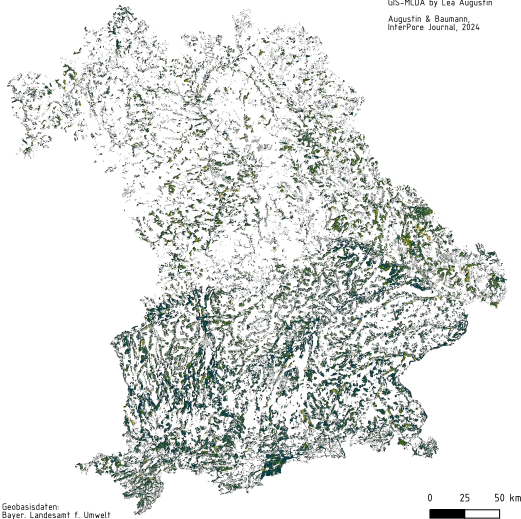 GIS-MCDA by Lea Augustin
Augustin & Baumann,
InterPore Journal, 2024
0 25 50 km
Geobasisdaten:
Bayer. Landesamt f. Umwelt